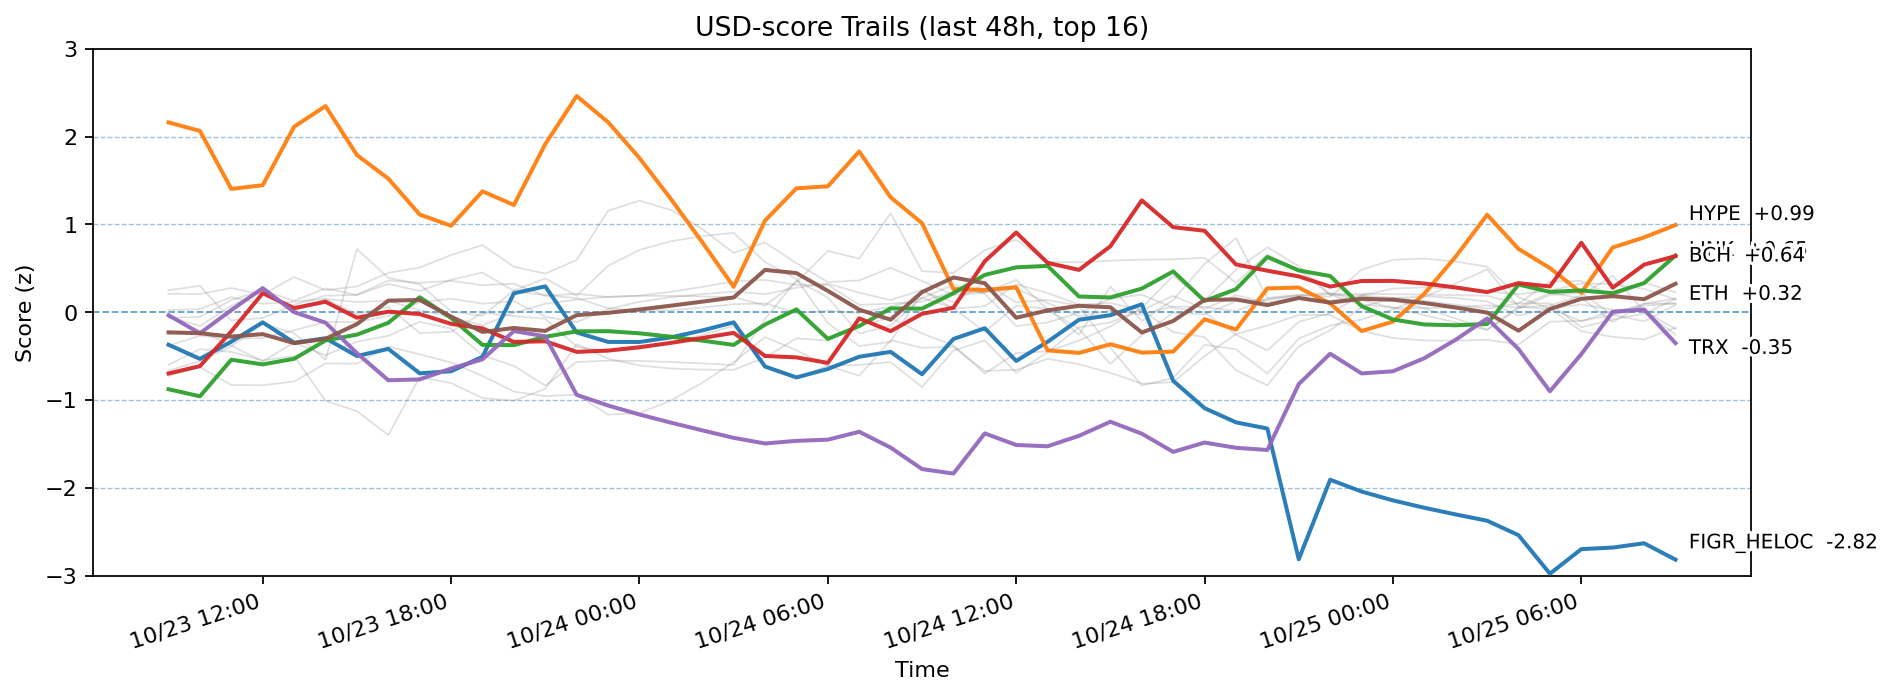 USD-score Trails (last 48h, top 16)
Score (z)
3
2
1
0
−1
−2
−3
HYPE +0.99
BCH +0.64
ETH +0.32
TRX -0.35
FIGR_HELOC -2.82
10/23 12:00
10/23 18:00
10/24 00:00
10/24 06:00
10/24 12:00
10/24 18:00
10/25 00:00
10/25 06:00
Time